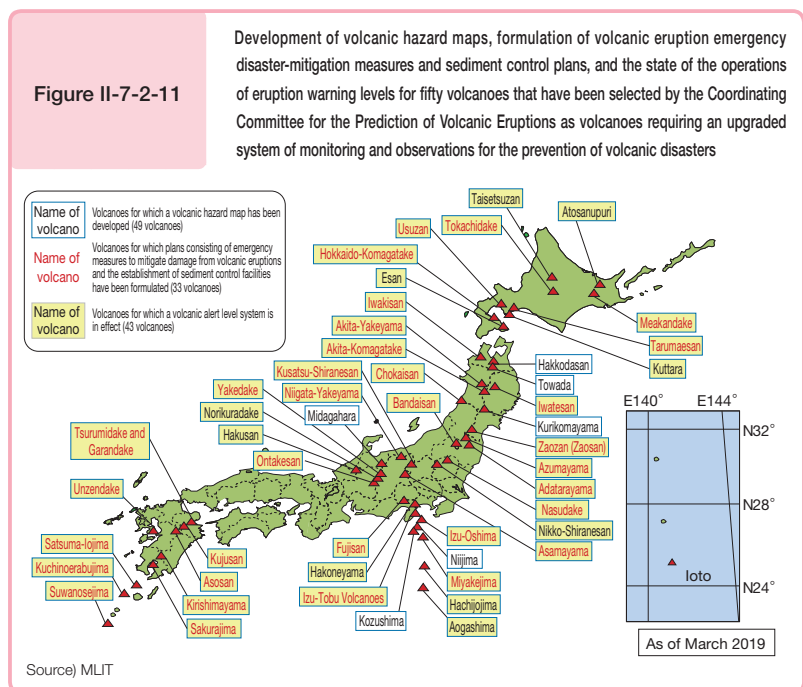 Figure II-7-2-11
Development of volcanic hazard maps, formulation of volcanic eruption emergency
disaster-mitigation measures and sediment control plans, and the state of the operations
of eruption warning levels for fifty volcanoes that have been selected by the Coordinating
Committee for the Prediction of Volcanic Eruptions as volcanoes requiring an upgraded
system of monitoring and observations for the prevention of volcanic disasters
Name of
volcano
Volcanoes for which a volcanic hazard map has been
developed (49 volcanoes)
Name of
volcano
Volcanoes for which plans consisting of emergency
measures to mitigate damage from volcanic eruptions
and the establishment of sediment control facilities
have been formulated (33 volcanoes)
Name of
volcano
Volcanoes for which a volcanic alert level system is
in effect (43 volcanoes)
Taisetsuzan
Atosanupuri
Tokachidake
Usuzan
Hokkaido-Komagatake
Esan
Iwakisan
Akita-Yakeyama
Akita-Komagatake
Kusatsu-Shiranesan
Chokaisan
Yakedake
Niigata-Yakeyama
Bandaisan
Norikuradake
Midagahara
Hakusan
Ontakesan
Tsurumidake and
Garandake
Unzendake
Satsuma-Iojima
Kuchinoerabujima
Suwanosejima
Kujusan
Asosan
Kirishimayama
Sakurajima
Fujisan
Hakoneyama
Izu-Tobu Volcanoes
Kozushima
Izu-Oshima
Niijima
Miyakejima
Hachijojima
Aogashima
Meakandake
Tarumaesan
Kuttara
Hakkodasan
Towada
Iwatesan
Kurikomayama
Zaozan (Zaosan)
Azumayama
Adatarayama
Nasudake
Nikko-Shiranesan
Asamayama
E140° E144°
N32°
N28°
N24°
Ioto
As of March 2019
Source) MLIT